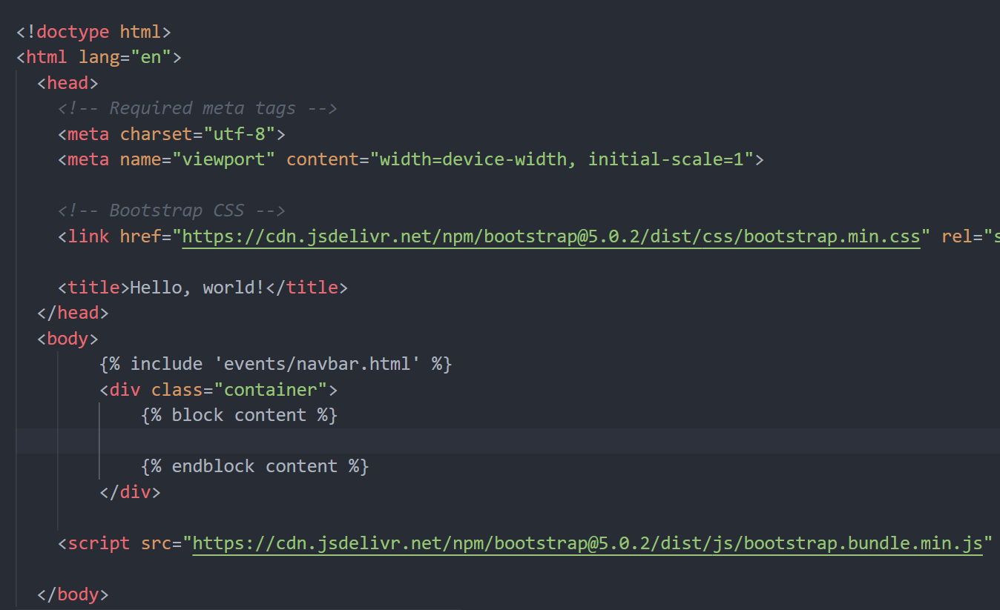 <!doctype html>
<html lang="en">
<head>
<!-- Required meta tags -->
<meta charset="utf-8">
<meta name="viewport" content="width=device-width, initial-scale=1">
<!-- Bootstrap CSS -->
<link href="https://cdn.jsdelivr.net/npm/bootstrap@5.0.2/dist/css/bootstrap.min.css" rel="s
<title>Hello, world!</title>
</head>
<body>
{% include 'events/navbar.html' %}
<div class="container">
{% block content %}
{% endblock content %}
</div>
<script src="https://cdn.jsdelivr.net/npm/bootstrap@5.0.2/dist/js/bootstrap.bundle.min.js"
</body>